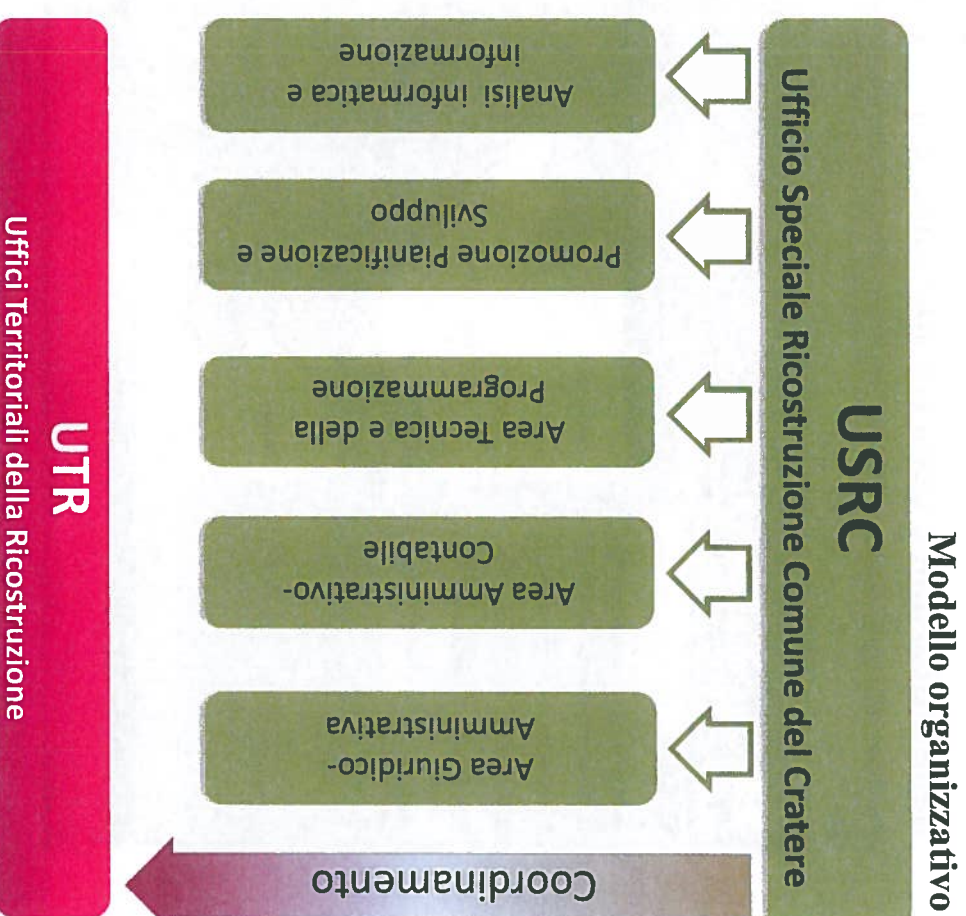 Modello organizzativo
USRC
Ufficio Speciale Ricostruzione Comune del Cratere
Analisi informatica e
informazione
Promozione Pianificazione e
Sviluppo
Area Tecnica e della
Programmazione
Area Amministrativo-
Contabile
Area Giuridico-
Amministrativa
Coordinamento
UTR
Uffici Territoriali della Ricostruzione